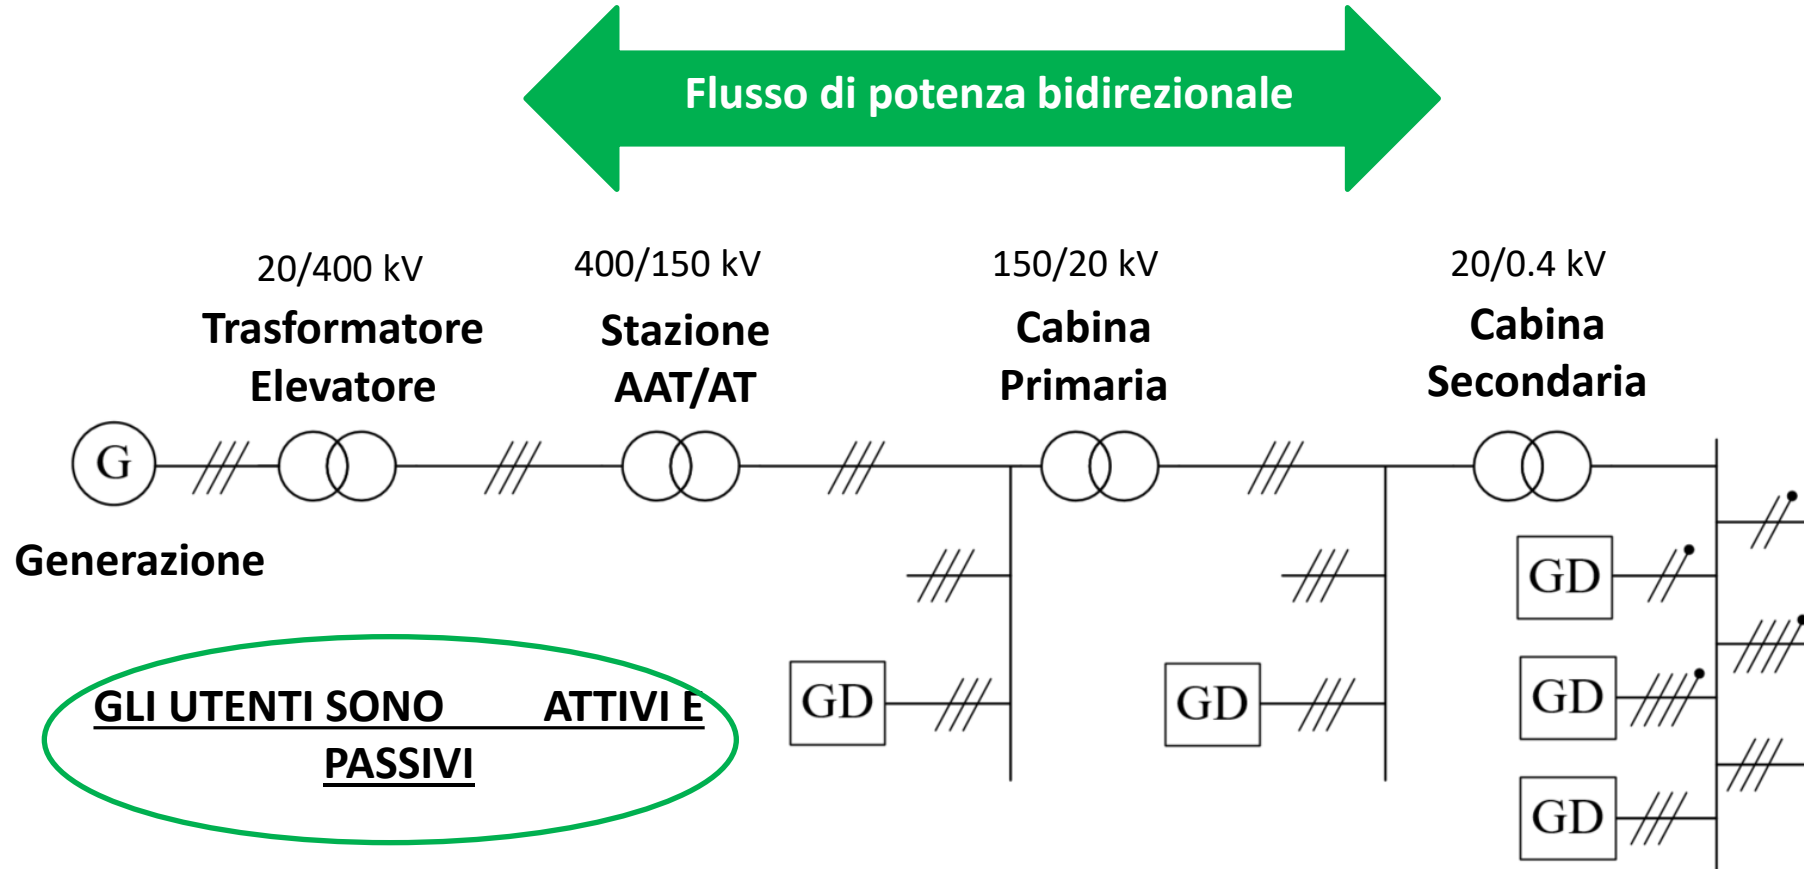 Flusso di potenza bidirezionale
20/400 kV
400/150 kV
150/20 kV
20/0.4 kV
Trasformatore
Elevatore
Stazione
AAT/AT
Cabina
Primaria
Cabina
Secondaria
G
Generazione
GD
GD
GD
GD
GD
GLI UTENTI SONO ATTIVI E
PASSIVI